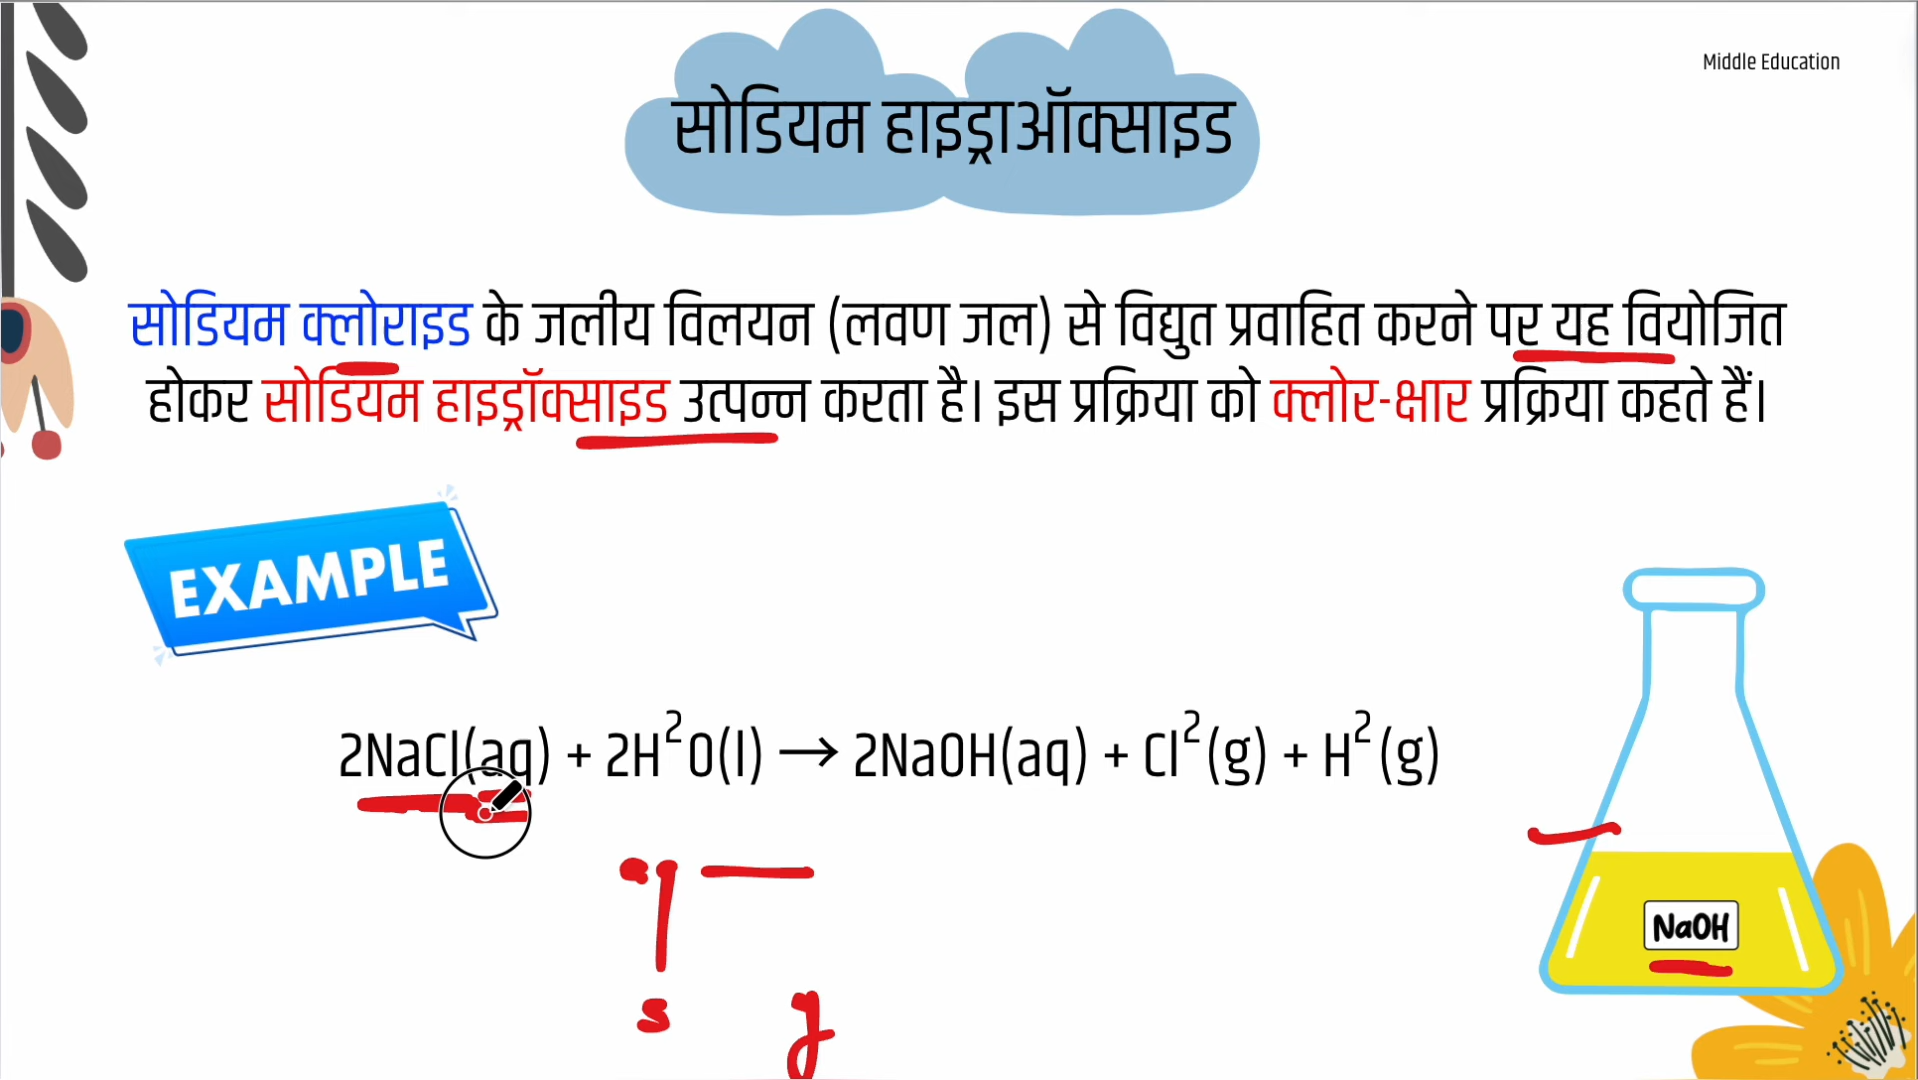 Middle Education
सोडियम हाइड्राऑक्साइड
सोडियम क्लोराइड के जलीय विलयन (लवण जल) से विद्युत प्रवाहित करने पर यह वियोजित
होकर सोडियम हाइड्रॉक्साइड उत्पन्न करता है। इस प्रक्रिया को क्लोर-क्षार प्रक्रिया कहते हैं।
EXAMPLE
2NaCl(aq) + 2H²O(l) → 2NaOH(aq) + Cl²(g) + H²(g)
NaOH
s
g